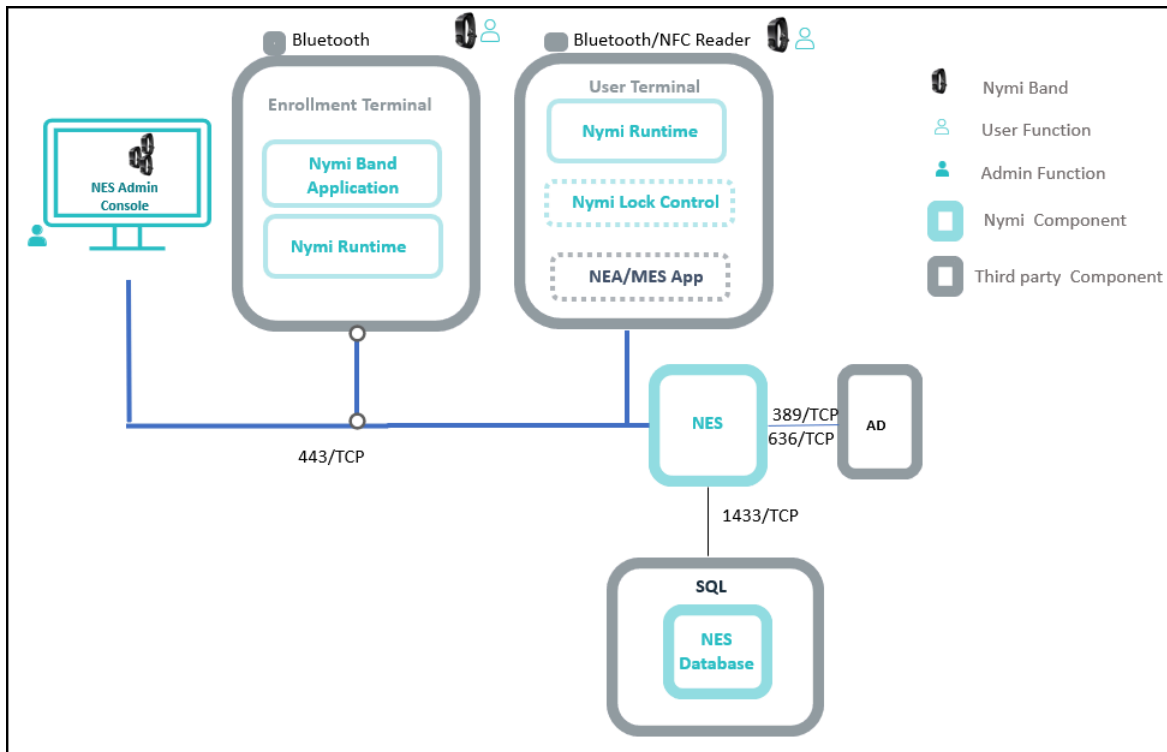 Bluetooth
Bluetooth/NFC Reader
Enrollment Terminal
Nymi Band
Application
Nymi Runtime
User Terminal
Nymi Runtime
Nymi Lock Control
NEA/MES App
NES Admin
Console
Nymi Band
User Function
Admin Function
Nymi Component
Third party Component
443/TCP
NES
389/TCP
636/TCP
AD
1433/TCP
SQL
NES
Database